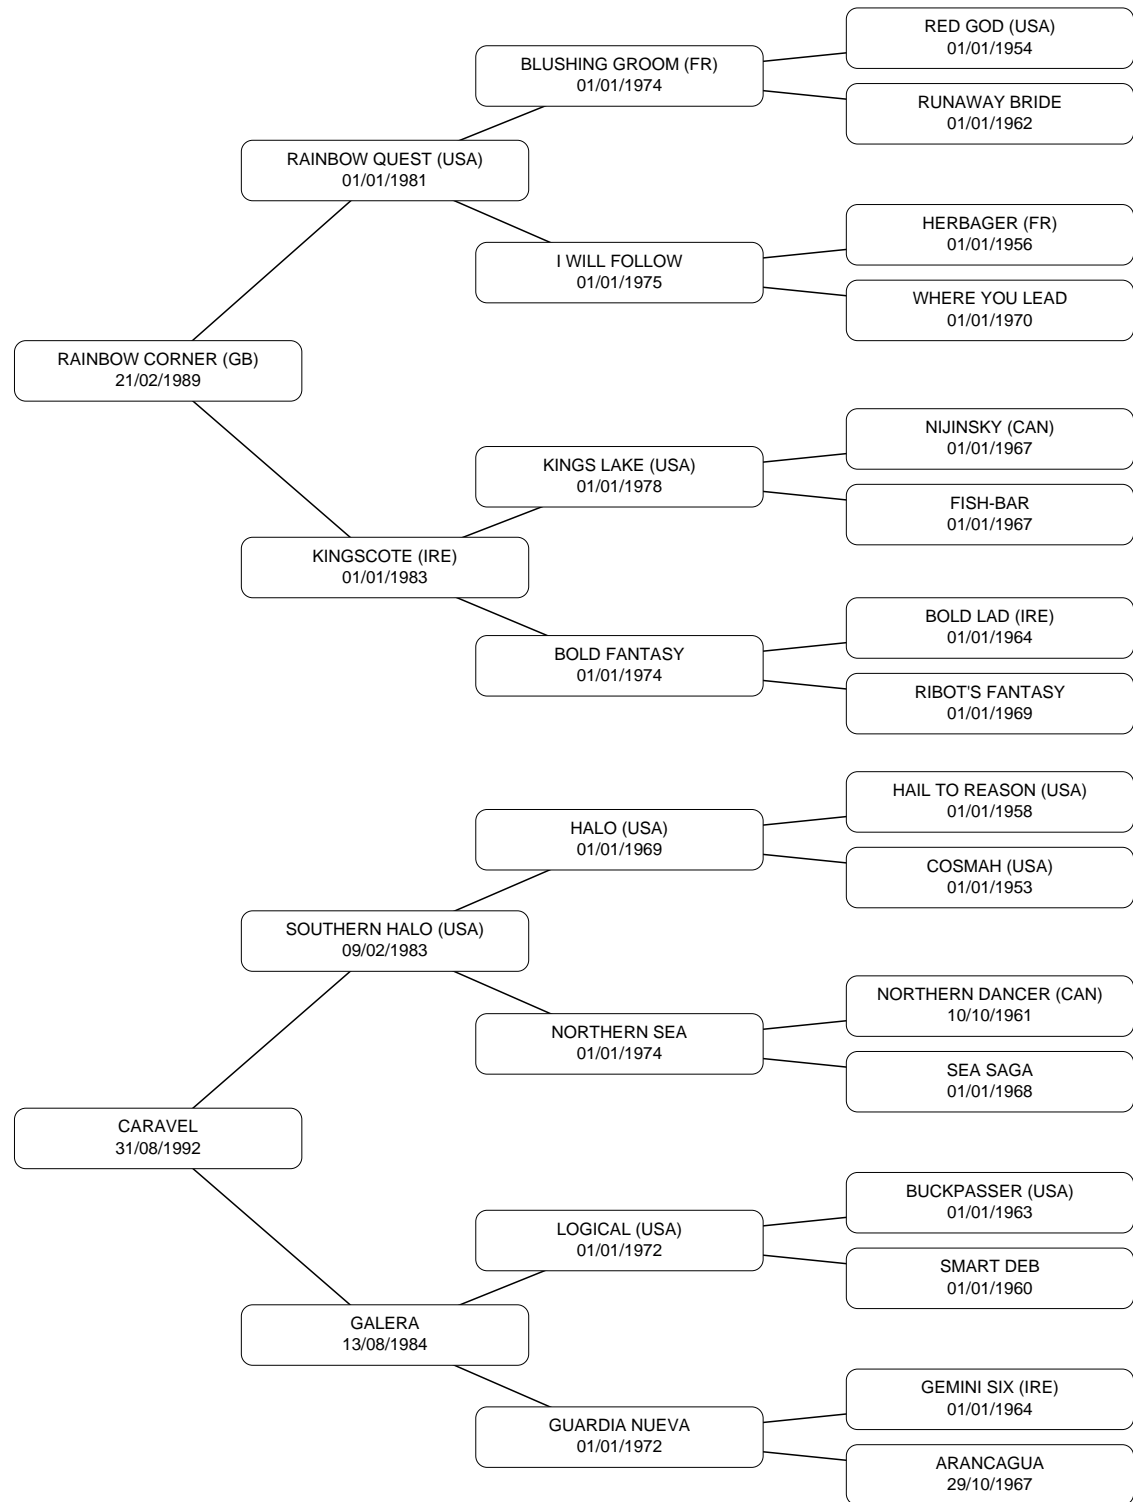 RED GOD (USA)
01/01/1954
BLUSHING GROOM (FR)
01/01/1974
RUNAWAY BRIDE
01/01/1962
RAINBOW QUEST (USA)
01/01/1981
HERBAGER (FR)
01/01/1956
I WILL FOLLOW
01/01/1975
WHERE YOU LEAD
01/01/1970
RAINBOW CORNER (GB)
21/02/1989
NIJINSKY (CAN)
01/01/1967
KINGS LAKE (USA)
01/01/1978
FISH-BAR
01/01/1967
KINGSCOTE (IRE)
01/01/1983
BOLD LAD (IRE)
01/01/1964
BOLD FANTASY
01/01/1974
RIBOT'S FANTASY
01/01/1969
HAIL TO REASON (USA)
01/01/1958
HALO (USA)
01/01/1969
COSMAH (USA)
01/01/1953
SOUTHERN HALO (USA)
09/02/1983
NORTHERN DANCER (CAN)
10/10/1961
NORTHERN SEA
01/01/1974
SEA SAGA
01/01/1968
CARAVEL
31/08/1992
BUCKPASSER (USA)
01/01/1963
LOGICAL (USA)
01/01/1972
SMART DEB
01/01/1960
GALERA
13/08/1984
GEMINI SIX (IRE)
01/01/1964
GUARDIA NUEVA
01/01/1972
ARANCAGUA
29/10/1967